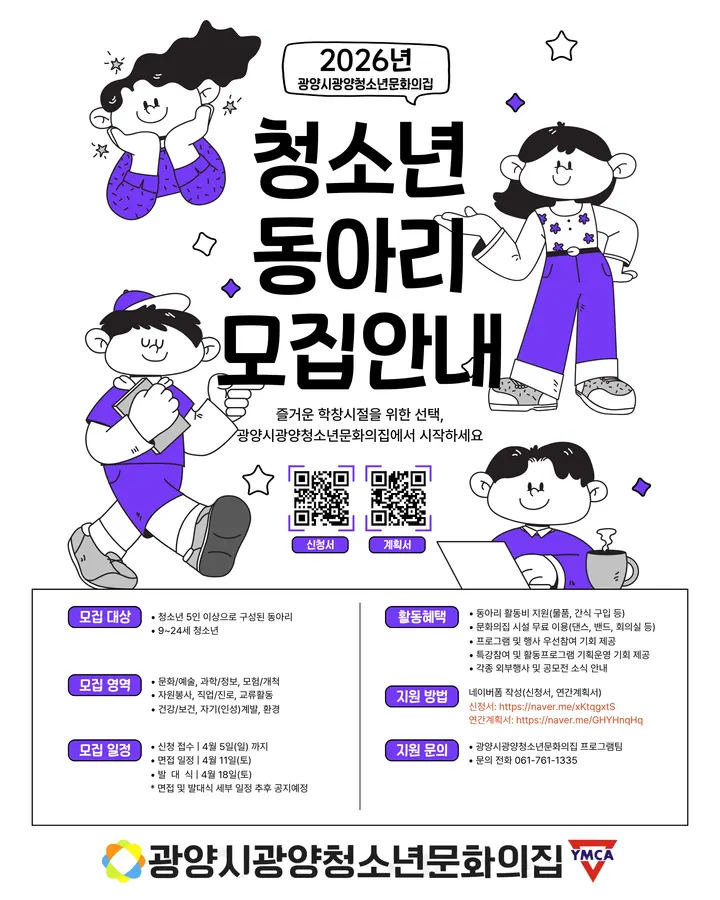 2026년
광양시광양청소년문화의집
청소년
동아리
모집안내
즐거운 학창시절을 위한 선택,
광양시광양청소년문화의집에서 시작하세요
신청서
계획서
모집 대상
• 청소년 5인 이상으로 구성된 동아리
• 9~24세 청소년
모집 영역
• 문화/예술, 과학/정보, 모험/개척
• 자원봉사, 직업/진로, 교류활동
• 건강/보건, 자기(인성)계발, 환경
모집 일정
• 신청 접수 | 4월 5일(일) 까지
• 면접 일정 | 4월 11일(토)
• 발 대 식 | 4월 18일(토)
* 면접 및 발대식 세부 일정 추후 공지예정
활동혜택
• 동아리 활동비 지원(물품, 간식 구입 등)
• 문화의집 시설 무료 이용(댄스, 밴드, 회의실 등)
• 프로그램 및 행사 우선참여 기회 제공
• 특강참여 및 활동프로그램 기획운영 기회 제공
• 각종 외부행사 및 공모전 소식 안내
지원 방법
네이버폼 작성(신청서, 연간계획서)
신청서: https://naver.me/xKtqgxtS
연간계획서: https://naver.me/GHYHnqHq
지원 문의
• 광양시광양청소년문화의집 프로그램팀
• 문의 전화 061-761-1335
광양시광양청소년문화의집
YMCA